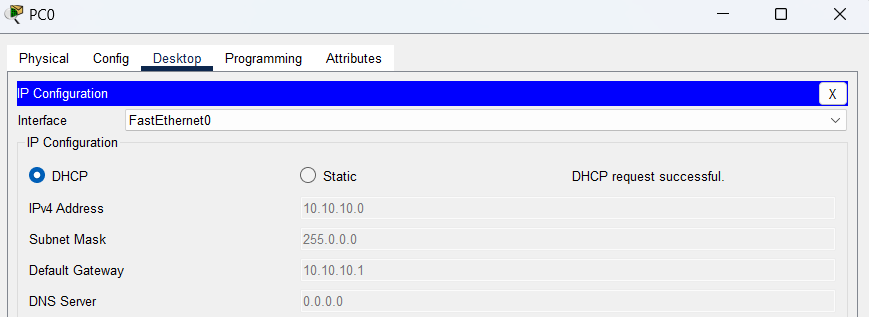 PC0
Physical Config Desktop Programming Attributes
IP Configuration X
Interface FastEthernet0
IP Configuration
DHCP Static DHCP request successful.
IPv4 Address 10.10.10.0
Subnet Mask 255.0.0.0
Default Gateway 10.10.10.1
DNS Server 0.0.0.0